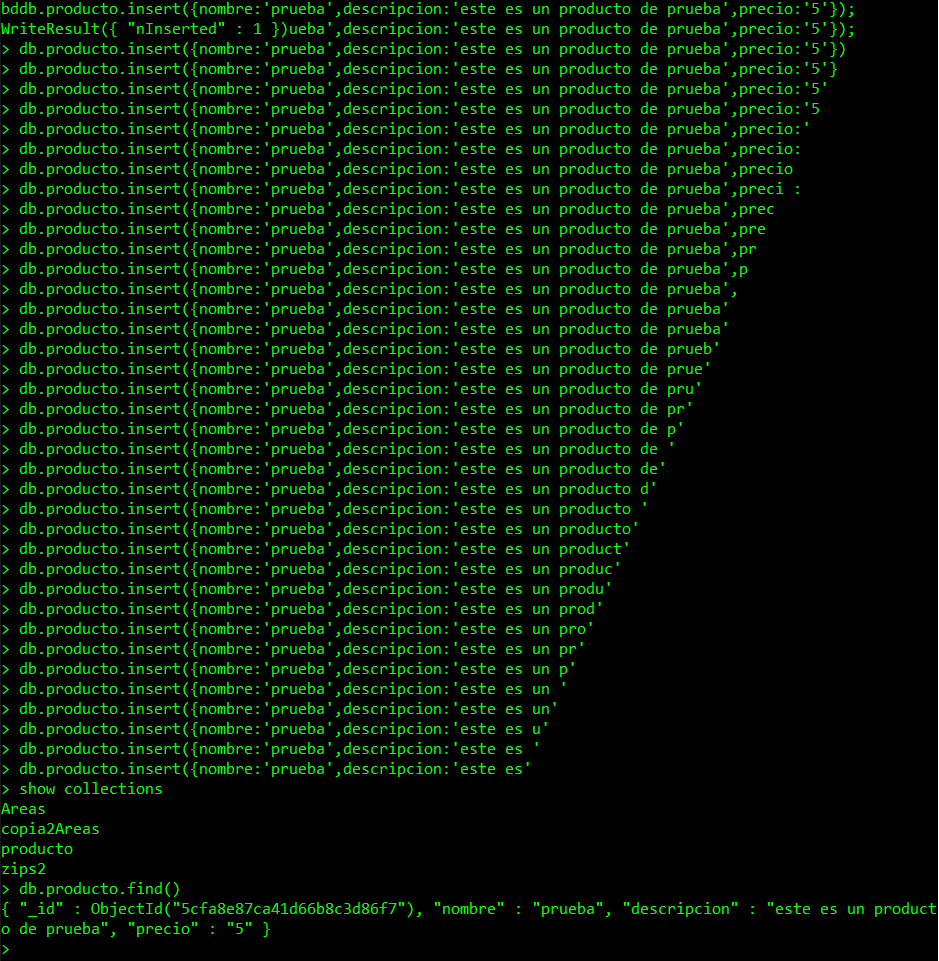 bddb.producto.insert({nombre:'prueba',descripcion:'este es un producto de prueba',precio:'5'});
WriteResult({ "nInserted" : 1 })ueba',descripcion:'este es un producto de prueba',precio:'5'});
> db.producto.insert({nombre:'prueba',descripcion:'este es un producto de prueba',precio:'5'})
> db.producto.insert({nombre:'prueba',descripcion:'este es un producto de prueba',precio:'5'}
> db.producto.insert({nombre:'prueba',descripcion:'este es un producto de prueba',precio:'5'
> db.producto.insert({nombre:'prueba',descripcion:'este es un producto de prueba',precio:'5
> db.producto.insert({nombre:'prueba',descripcion:'este es un producto de prueba',precio:'
> db.producto.insert({nombre:'prueba',descripcion:'este es un producto de prueba',precio:
> db.producto.insert({nombre:'prueba',descripcion:'este es un producto de prueba',precio
> db.producto.insert({nombre:'prueba',descripcion:'este es un producto de prueba',preci :
> db.producto.insert({nombre:'prueba',descripcion:'este es un producto de prueba',prec
> db.producto.insert({nombre:'prueba',descripcion:'este es un producto de prueba',pre
> db.producto.insert({nombre:'prueba',descripcion:'este es un producto de prueba',pr
> db.producto.insert({nombre:'prueba',descripcion:'este es un producto de prueba',p
> db.producto.insert({nombre:'prueba',descripcion:'este es un producto de prueba',
> db.producto.insert({nombre:'prueba',descripcion:'este es un producto de prueba'
> db.producto.insert({nombre:'prueba',descripcion:'este es un producto de prueba'
> db.producto.insert({nombre:'prueba',descripcion:'este es un producto de prueb'
> db.producto.insert({nombre:'prueba',descripcion:'este es un producto de prue'
> db.producto.insert({nombre:'prueba',descripcion:'este es un producto de pru'
> db.producto.insert({nombre:'prueba',descripcion:'este es un producto de pr'
> db.producto.insert({nombre:'prueba',descripcion:'este es un producto de p'
> db.producto.insert({nombre:'prueba',descripcion:'este es un producto de '
> db.producto.insert({nombre:'prueba',descripcion:'este es un producto de'
> db.producto.insert({nombre:'prueba',descripcion:'este es un producto d'
> db.producto.insert({nombre:'prueba',descripcion:'este es un producto '
> db.producto.insert({nombre:'prueba',descripcion:'este es un producto'
> db.producto.insert({nombre:'prueba',descripcion:'este es un product'
> db.producto.insert({nombre:'prueba',descripcion:'este es un produc'
> db.producto.insert({nombre:'prueba',descripcion:'este es un produ'
> db.producto.insert({nombre:'prueba',descripcion:'este es un prod'
> db.producto.insert({nombre:'prueba',descripcion:'este es un pro'
> db.producto.insert({nombre:'prueba',descripcion:'este es un pr'
> db.producto.insert({nombre:'prueba',descripcion:'este es un p'
> db.producto.insert({nombre:'prueba',descripcion:'este es un '
> db.producto.insert({nombre:'prueba',descripcion:'este es un'
> db.producto.insert({nombre:'prueba',descripcion:'este es u'
> db.producto.insert({nombre:'prueba',descripcion:'este es '
> db.producto.insert({nombre:'prueba',descripcion:'este es'
> show collections
Areas
copia2Areas
producto
zips2
> db.producto.find()
{ "_id" : ObjectId("5cfa8e87ca41d66b8c3d86f7"), "nombre" : "prueba", "descripcion" : "este es un product
o de prueba", "precio" : "5" }
>